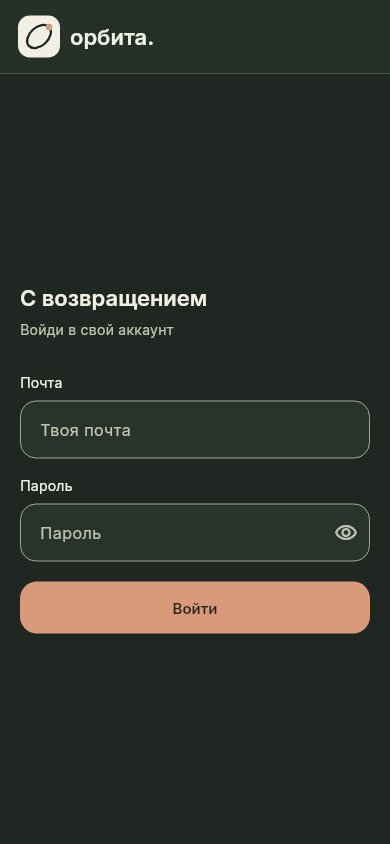 орбита.
С возвращением
Войди в свой аккаунт
Почта
Твоя почта
Пароль
Пароль
Войти